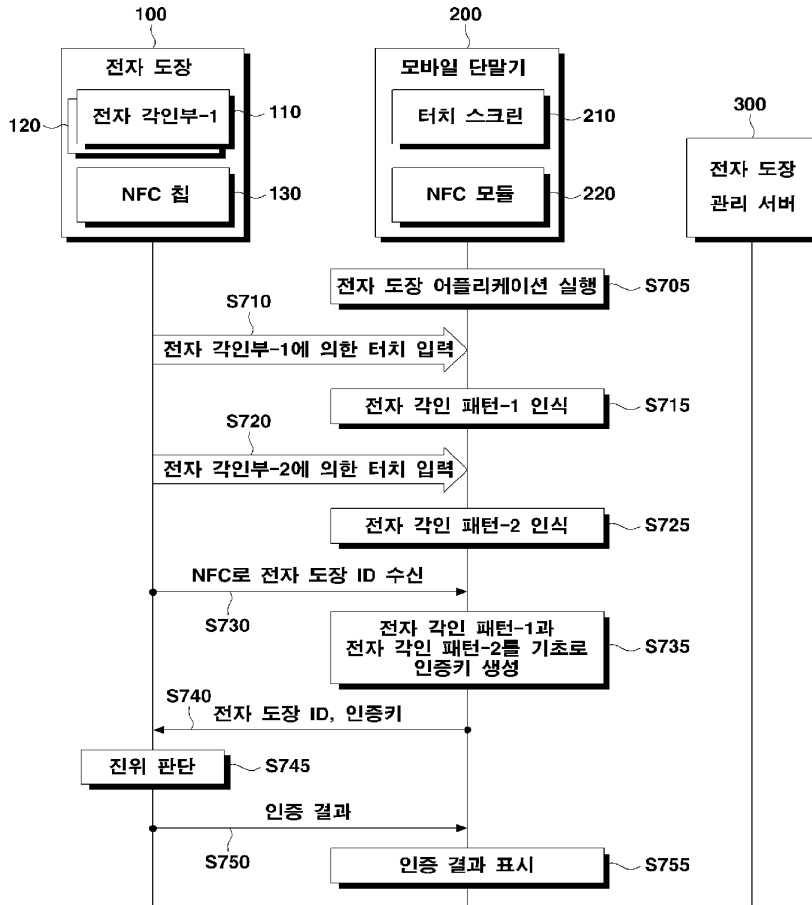 100
200
전자 도장
모바일 단말기
300
120
전자 각인부-1
110
터치 스크린
210
NFC 칩
130
NFC 모듈
220
전자 도장
관리 서버
전자 도장 어플리케이션 실행
S705
S710
전자 각인부-1에 의한 터치 입력
전자 각인 패턴-1 인식
S715
S720
전자 각인부-2에 의한 터치 입력
전자 각인 패턴-2 인식
S725
NFC로 전자 도장 ID 수신
S730
전자 각인 패턴-1과
전자 각인 패턴-2를 기초로
인증키 생성
S735
S740
전자 도장 ID, 인증키
진위 판단
S745
인증 결과
S750
인증 결과 표시
S755